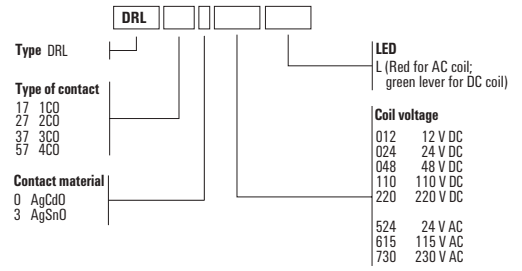 DRL
Type DRL
Type of contact
17 1CO
27 2CO
37 3CO
57 4CO
Contact material
0 AgCdO
3 AgSnO
LED
L (Red for AC coil;
green lever for DC coil)
Coil voltage
012 12 V DC
024 24 V DC
048 48 V DC
110 110 V DC
220 220 V DC
524 24 V AC
615 115 V AC
730 230 V AC